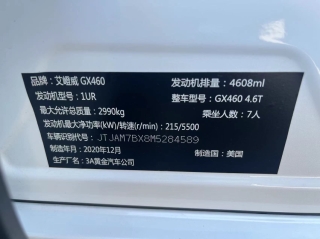 品牌：艾嶝威 GX460 发动机排量：4608ml
发动机型号：1UR 整车型号：GX460 4.6T
最大允许总质量：2990kg 乘坐人数：7人
发动机最大净功率(kW)/转速(r/min)：215/5500
车辆识别代号：JTJAM7BX8M5284589
制造年月：2020年12月 制造国：美国
生产厂名：3A黄金汽车公司